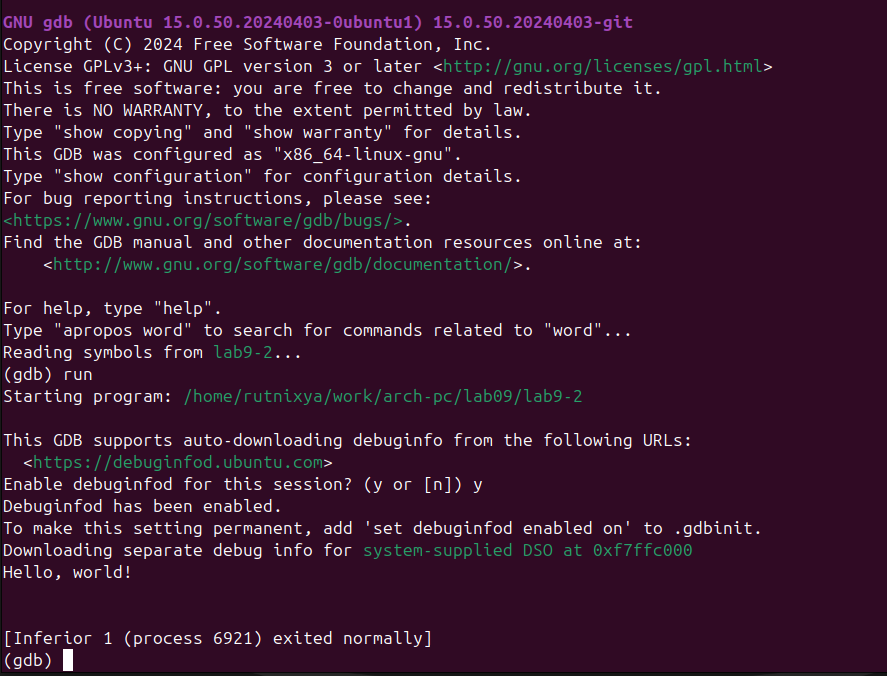 GNU gdb (Ubuntu 15.0.50.20240403-0ubuntu1) 15.0.50.20240403-git
Copyright (C) 2024 Free Software Foundation, Inc.
License GPLv3+: GNU GPL version 3 or later <http://gnu.org/licenses/gpl.html>
This is free software: you are free to change and redistribute it.
There is NO WARRANTY, to the extent permitted by law.
Type "show copying" and "show warranty" for details.
This GDB was configured as "x86_64-linux-gnu".
Type "show configuration" for configuration details.
For bug reporting instructions, please see:
<https://www.gnu.org/software/gdb/bugs/>.
Find the GDB manual and other documentation resources online at:
    <http://www.gnu.org/software/gdb/documentation/>.

For help, type "help".
Type "apropos word" to search for commands related to "word"...
Reading symbols from lab9-2...
(gdb) run
Starting program: /home/rutnixya/work/arch-pc/lab09/lab9-2

This GDB supports auto-downloading debuginfo from the following URLs:
  <https://debuginfod.ubuntu.com>
Enable debuginfod for this session? (y or [n]) y
Debuginfod has been enabled.
To make this setting permanent, add 'set debuginfod enabled on' to .gdbinit.
Downloading separate debug info for system-supplied DSO at 0xf7ffc000
Hello, world!


[Inferior 1 (process 6921) exited normally]
(gdb)